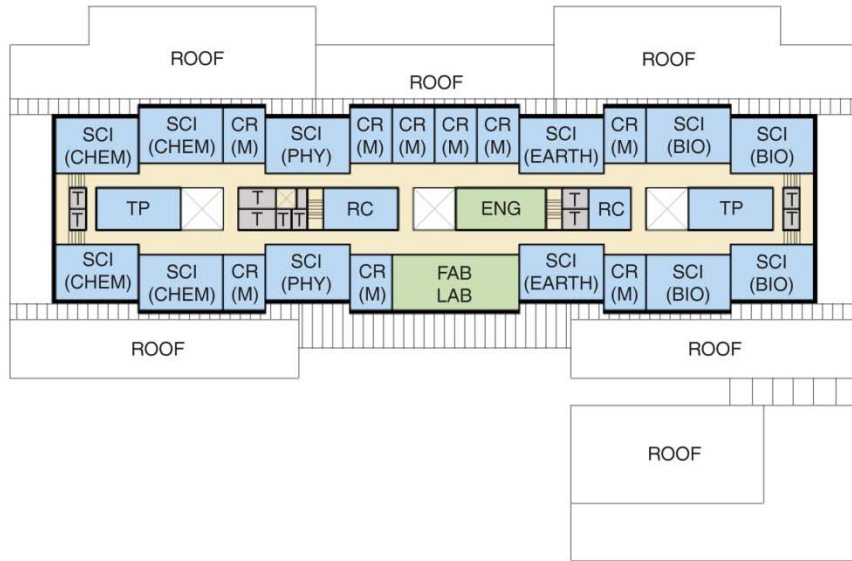 ROOF
ROOF
ROOF
SCI
(CHEM)
SCI
(CHEM)
CR
(M)
SCI
(PHY)
CR
(M)
CR
(M)
CR
(M)
CR
(M)
SCI
(EARTH)
CR
(M)
SCI
(BIO)
SCI
(BIO)
T
T
TP
T
T
T
T
RC
ENG
T
T
RC
TP
T
T
SCI
(CHEM)
SCI
(CHEM)
CR
(M)
SCI
(PHY)
CR
(M)
FAB
LAB
SCI
(EARTH)
CR
(M)
SCI
(BIO)
SCI
(BIO)
ROOF
ROOF
ROOF